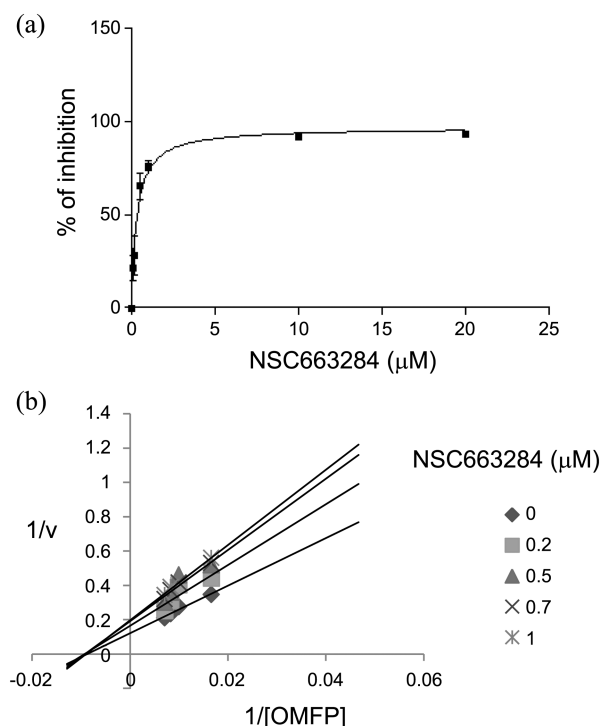 (a)
150
100
50
0
% of inhibition
0 5 10 15 20 25
NSC663284 (μM)
(b)
1.4
1.2
1
0.8
0.6
0.4
0.2
0
1/v
-0.02 0 0.02 0.04 0.06
1/[OMFP]
NSC663284 (μM)
0
0.2
0.5
0.7
1